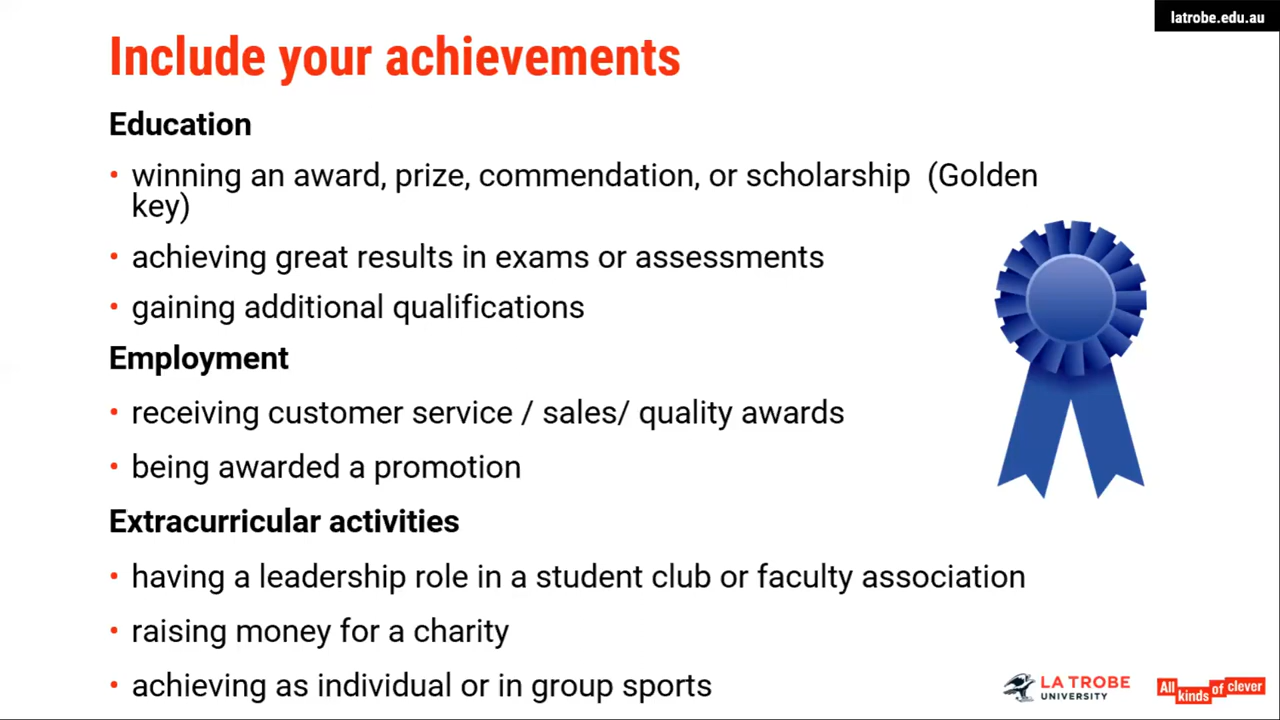 latrobe.edu.au
Include your achievements
Education
• winning an award, prize, commendation, or scholarship  (Golden
key)
• achieving great results in exams or assessments
• gaining additional qualifications
Employment
• receiving customer service / sales/ quality awards
• being awarded a promotion
Extracurricular activities
• having a leadership role in a student club or faculty association
• raising money for a charity
• achieving as individual or in group sports
LA TROBE
UNIVERSITY
All kinds of clever